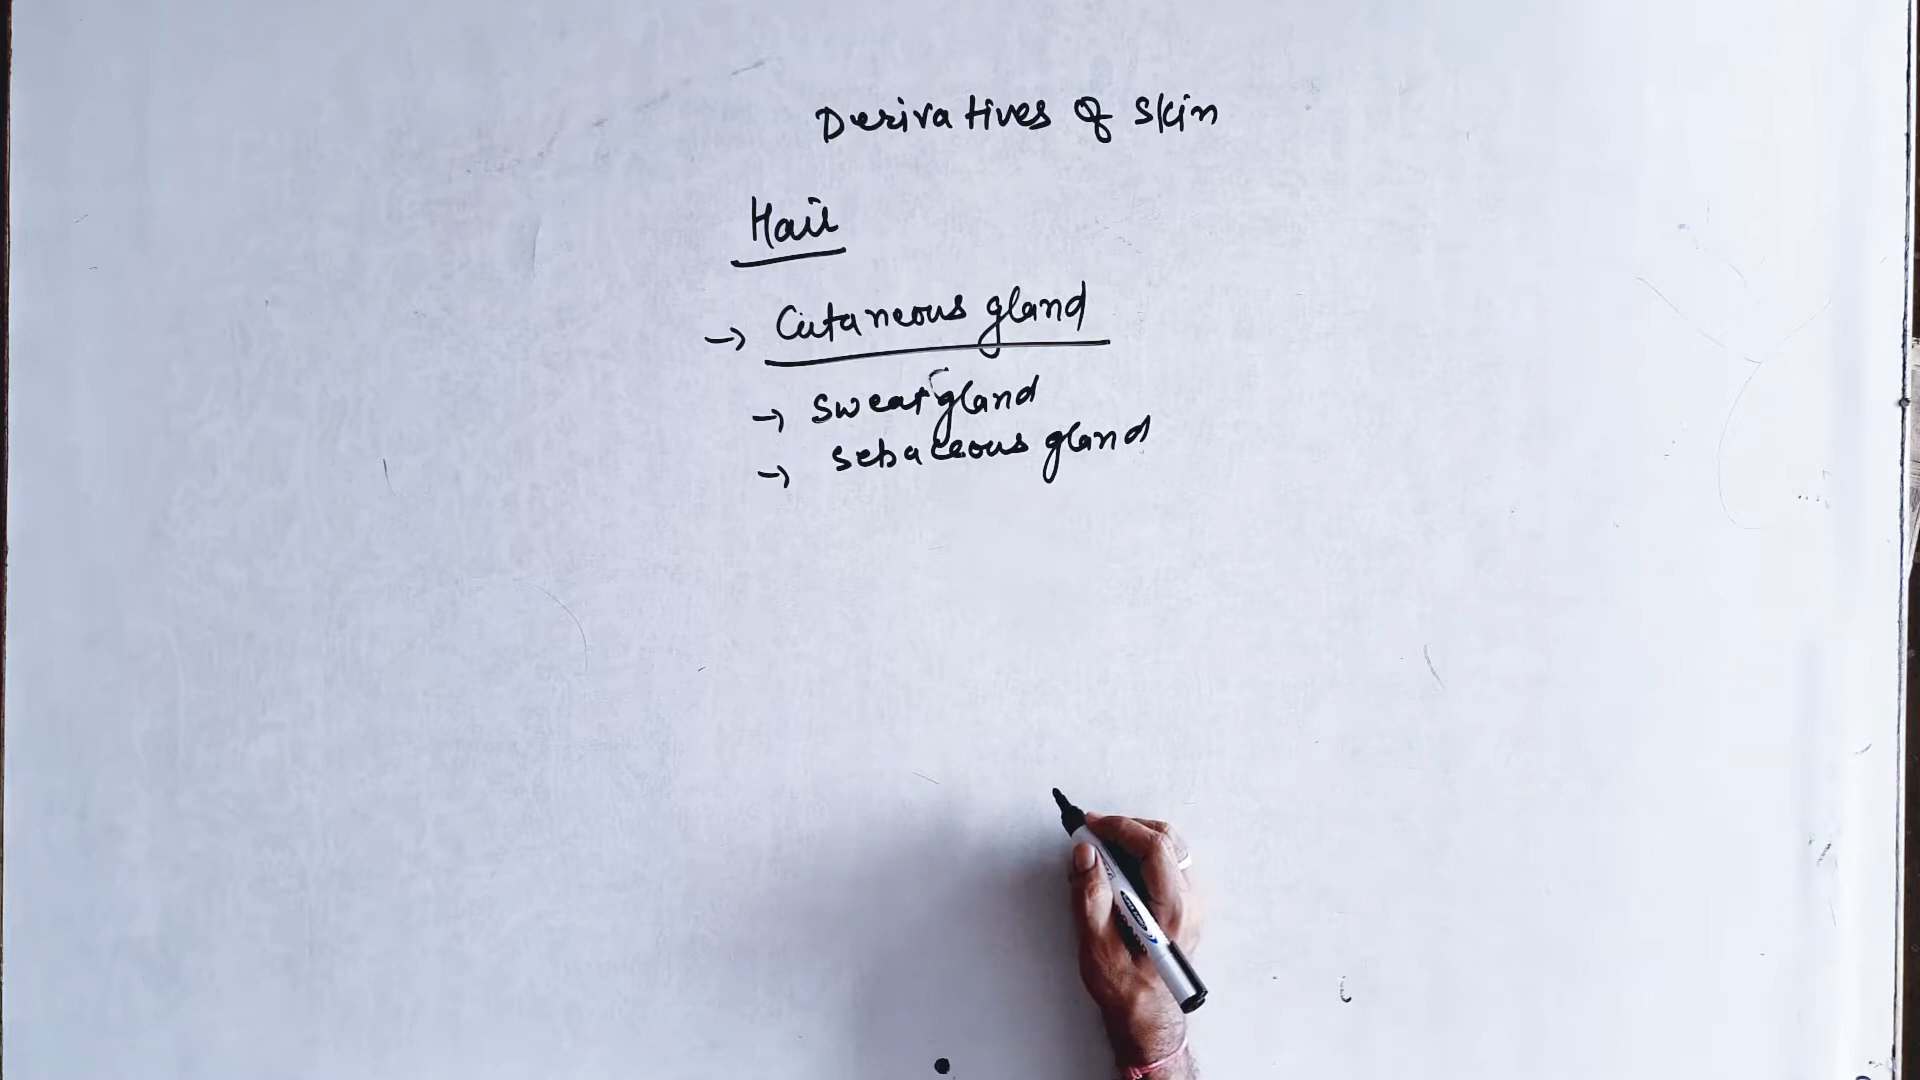 Derivatives of skin
Hair
→ Cutaneous gland
→ sweat gland
→ sebaceous gland